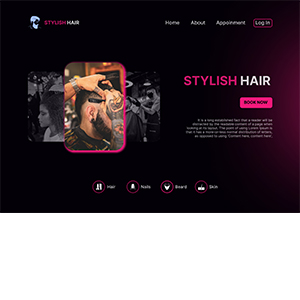 STYLISH HAIR
Home About Appoinment Log In
STYLISH HAIR
BOOK NOW
It is a long established fact that a reader will be
distracted by the readable content of a page when
looking at its layout. The point of using Lorem Ipsum is
that it has a more-or-less normal distribution of letters,
as opposed to using 'Content here, content here',
Hair Nails Beard Skin